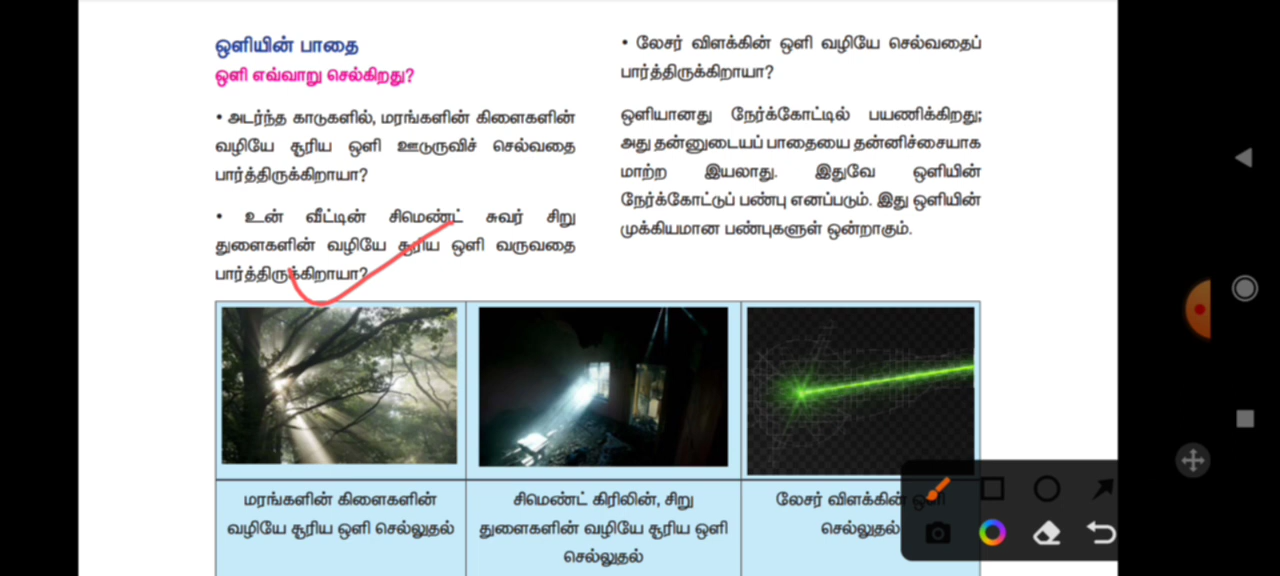 ஒளியின் பாதை
ஒளி எவ்வாறு செல்கிறது?
• அடர்ந்த காடுகளில், மரங்களின் கிளைகளின்
வழியே சூரிய ஒளி ஊடுருவிச் செல்வதை
பார்த்திருக்கிறாயா?
• உன் வீட்டின் சிமெண்ட் சுவர் சிறு
துளைகளின் வழியே சூரிய ஒளி வருவதை
பார்த்திருக்கிறாயா?
• லேசர் விளக்கின் ஒளி வழியே செல்வதைப்
பார்த்திருக்கிறாயா?
ஒளியானது நேர்க்கோட்டில் பயணிக்கிறது;
அது தன்னுடையப் பாதையை தன்னிச்சையாக
மாற்ற இயலாது. இதுவே ஒளியின்
நேர்க்கோட்டுப் பண்பு எனப்படும். இது ஒளியின்
முக்கியமான பண்புகளுள் ஒன்றாகும்.
மரங்களின் கிளைகளின்
வழியே சூரிய ஒளி செல்லுதல்
சிமெண்ட் கிரிலின், சிறு
துளைகளின் வழியே சூரிய ஒளி
செல்லுதல்
லேசர் விளக்கின் ஒளி
செல்லுதல்